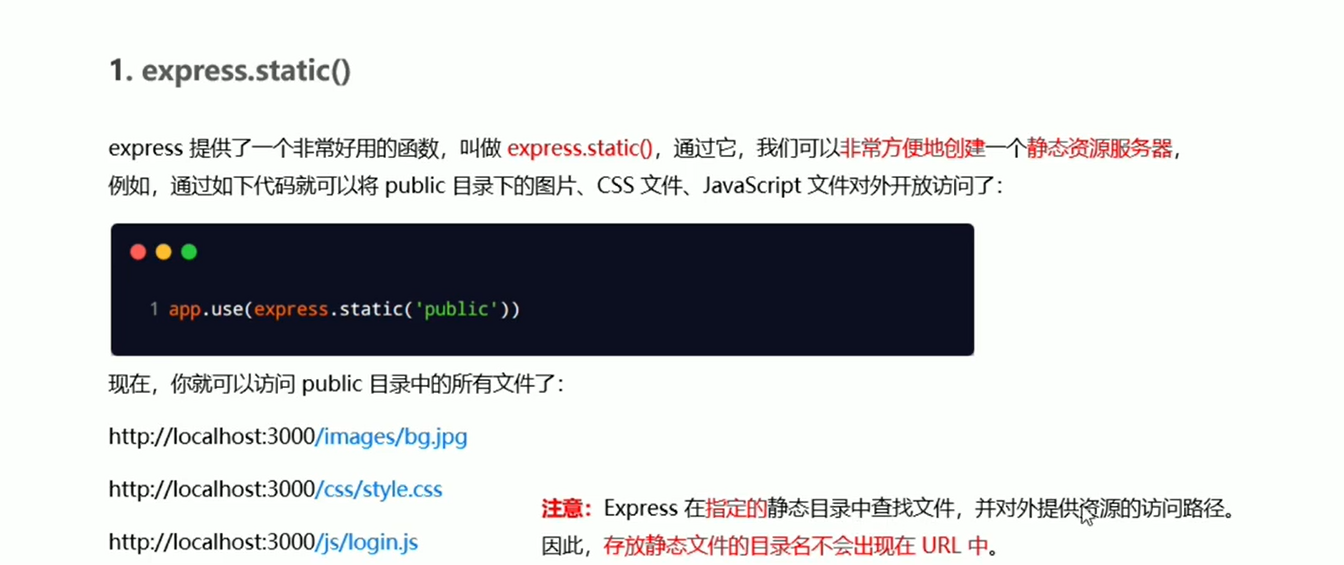 1. express.static()
express 提供了一个非常好用的函数，叫做 express.static()，通过它，我们可以非常方便地创建一个静态资源服务器，
例如，通过如下代码就可以将 public 目录下的图片、CSS 文件、JavaScript 文件对外开放访问了：
1 app.use(express.static('public'))
现在，你就可以访问 public 目录中的所有文件了：
http://localhost:3000/images/bg.jpg
http://localhost:3000/css/style.css
http://localhost:3000/js/login.js
注意：Express 在指定的静态目录中查找文件，并对外提供资源的访问路径。
因此，存放静态文件的目录名不会出现在 URL 中。